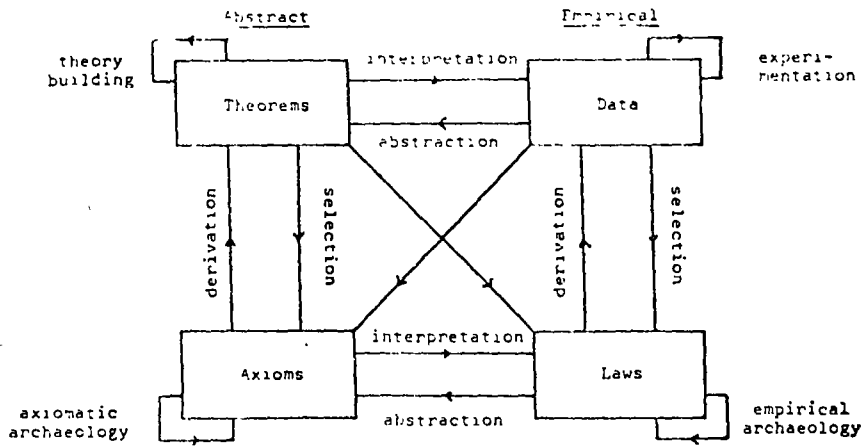 Abstract
Empirical
theory
building
interpretation
experi-
mentation
Theorems
Data
abstraction
derivation
selection
derivation
selection
interpretation
Axioms
Laws
axiomatic
archaeology
abstraction
empirical
archaeology